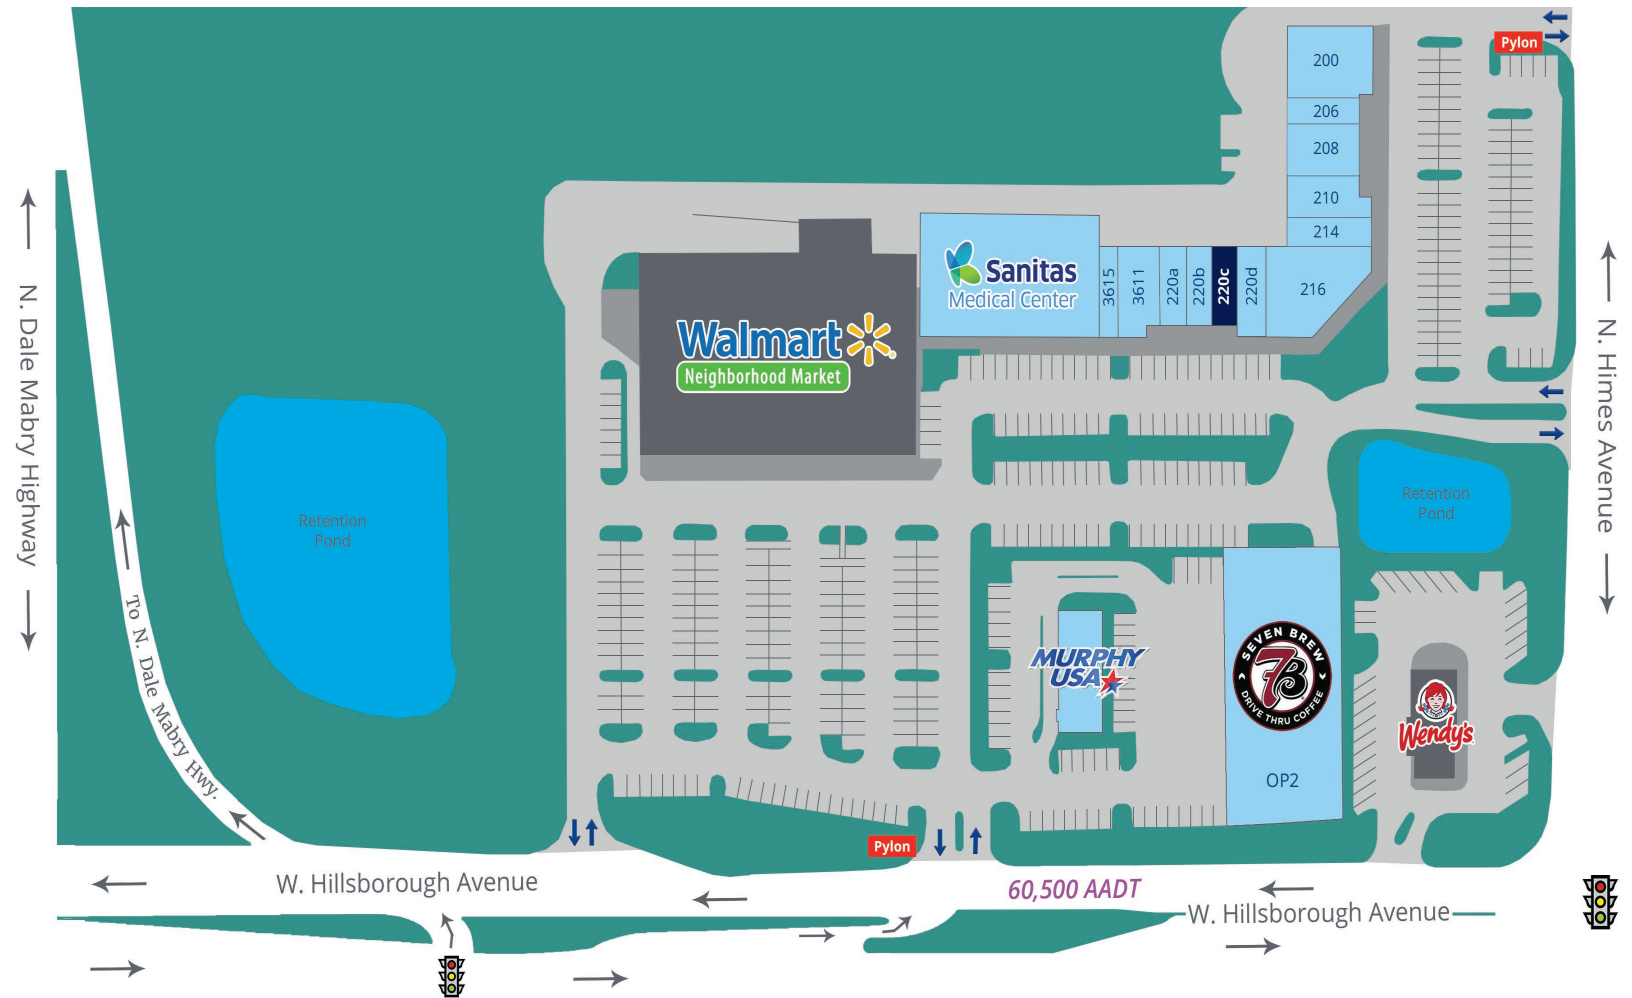 Pylon
200
206
208
210
214
216
Sanitas
Medical Center
3615
3611
220a
220b
220c
220d
Walmart
Neighborhood Market
N. Dale Mabry Highway
N. Himes Avenue
Retention
Pond
Retention
Pond
To N. Dale Mabry Hwy.
MURPHY
USA
SEVEN BREW
7B
DRIVE THRU COFFEE
OP2
Wendy's
Pylon
W. Hillsborough Avenue
60,500 AADT
W. Hillsborough Avenue